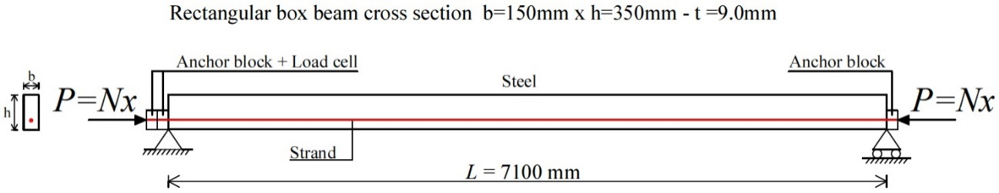 Rectangular box beam cross section b=150mm x h=350mm - t =9.0mm
Anchor block + Load cell
Anchor block
Steel
b
h
P=Nx
P=Nx
Strand
L = 7100 mm